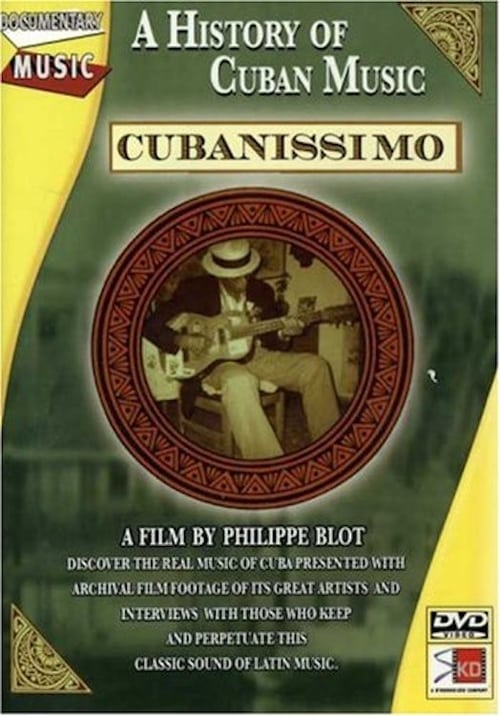 DOCUMENTARY
MUSIC
A HISTORY OF
CUBAN MUSIC
CUBANISSIMO
A FILM BY PHILIPPE BLOT
DISCOVER THE REAL MUSIC OF CUBA PRESENTED WITH
ARCHIVAL FILM FOOTAGE OF ITS GREAT ARTISTS AND
INTERVIEWS WITH THOSE WHO KEEP
AND PERPETUATE THIS
CLASSIC SOUND OF LATIN MUSIC.
DVD
VIDEO
KD